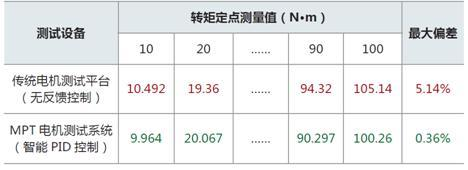 测试设备 转矩定点测量值（N•m） 最大偏差
10 20 …… 90 100
传统电机测试平台
（无反馈控制） 10.492 19.36 …… 94.32 105.14 5.14%
MPT 电机测试系统
（智能 PID 控制） 9.964 20.067 …… 90.297 100.26 0.36%